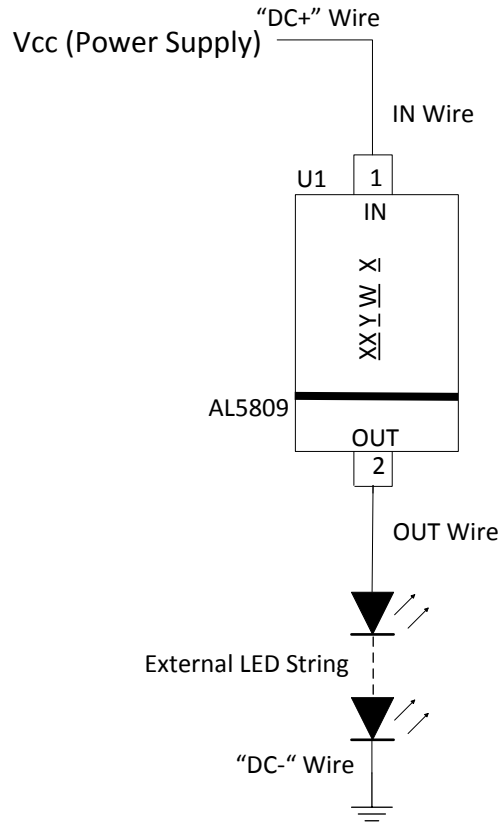 “DC+” Wire
Vcc (Power Supply)
IN Wire
U1
1
IN
XX Y W X
AL5809
OUT
2
OUT Wire
External LED String
“DC-“ Wire